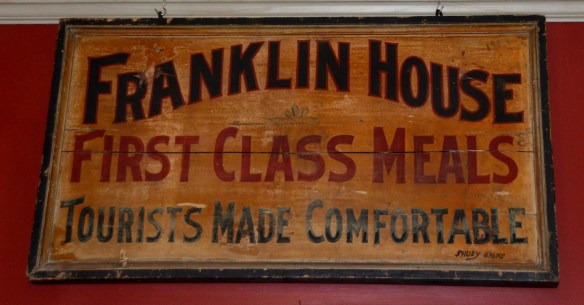 FRANKLIN HOUSE
FIRST CLASS MEALS
TOURISTS MADE COMFORTABLE